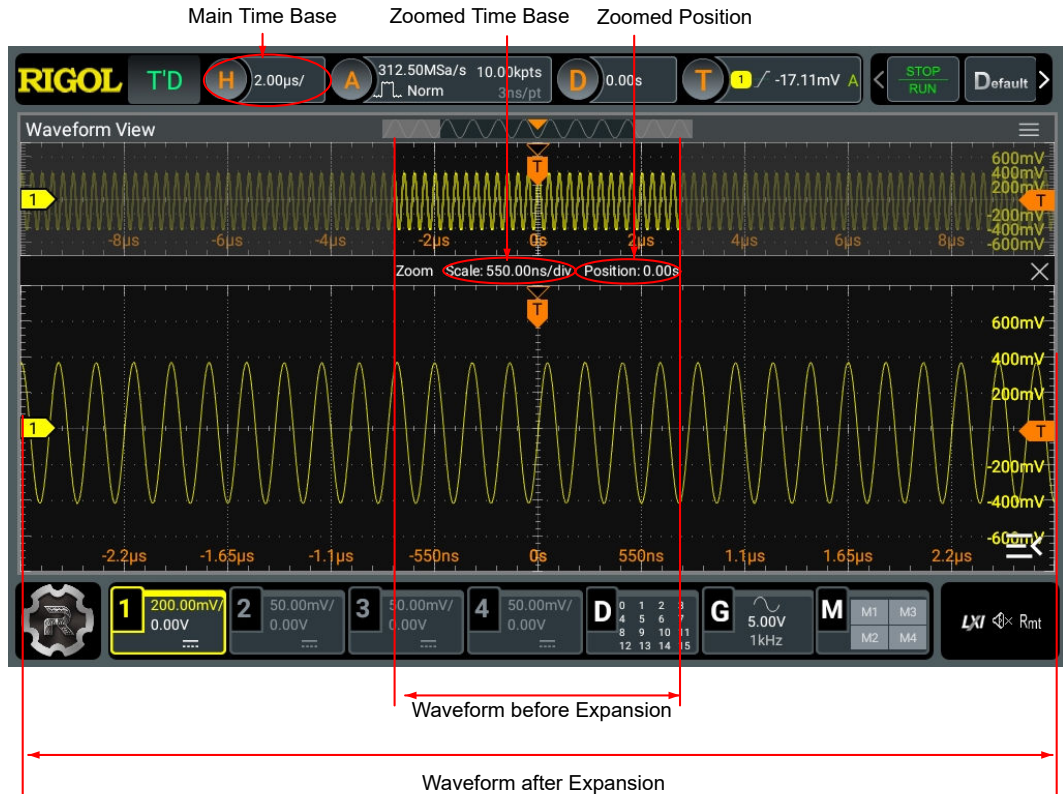 Main Time Base Zoomed Time Base Zoomed Position
RIGOL T'D H 2.00µs/ A 312.50MSa/s 10.00kpts D 0.00s T 1 -17.11mV A < STOP Default >
Norm 3ns/pt RUN
Waveform View
T
600mV
400mV
200mV
1 T
-200mV
-400mV
-8µs -6µs -4µs -2µs 0s 2µs 4µs 6µs 8µs -600mV
Zoom Scale: 550.00ns/div Position: 0.00s
T
600mV
400mV
200mV
1 T
-200mV
-400mV
-2.2µs -1.65µs -1.1µs -550ns 0s 550ns 1.1µs 1.65µs 2.2µs -600mV
R 1 200.00mV/ 2 50.00mV/ 3 50.00mV/ 4 50.00mV/ D 0 1 2 3 G 5.00V M M1 M3 LXI Rmt
0.00V 0.00V 0.00V 0.00V 4 5 6 7 1kHz M2 M4
8 9 10 11
12 13 14 15
Waveform before Expansion
Waveform after Expansion